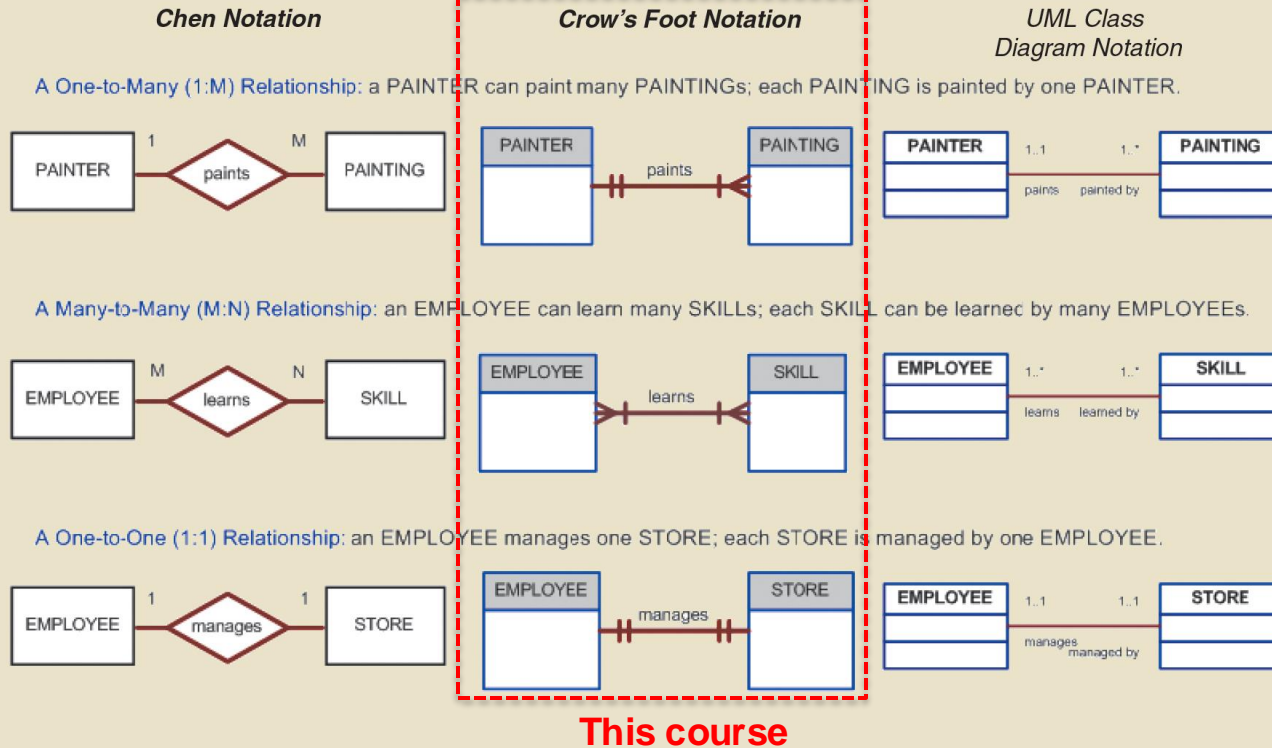 Chen Notation
Crow's Foot Notation
UML Class
Diagram Notation
A One-to-Many (1:M) Relationship: a PAINTER can paint many PAINTINGs; each PAINTING is painted by one PAINTER.
PAINTER
1
paints
M
PAINTING
PAINTER
paints
PAINTING
PAINTER
1..1
1..*
paints
painted by
PAINTING
A Many-to-Many (M:N) Relationship: an EMPLOYEE can learn many SKILLs; each SKILL can be learned by many EMPLOYEEs.
EMPLOYEE
M
learns
N
SKILL
EMPLOYEE
learns
SKILL
EMPLOYEE
1..*
1..*
learns
learned by
SKILL
A One-to-One (1:1) Relationship: an EMPLOYEE manages one STORE; each STORE is managed by one EMPLOYEE.
EMPLOYEE
1
manages
1
STORE
EMPLOYEE
manages
STORE
EMPLOYEE
1..1
1..1
manages
managed by
STORE
This course